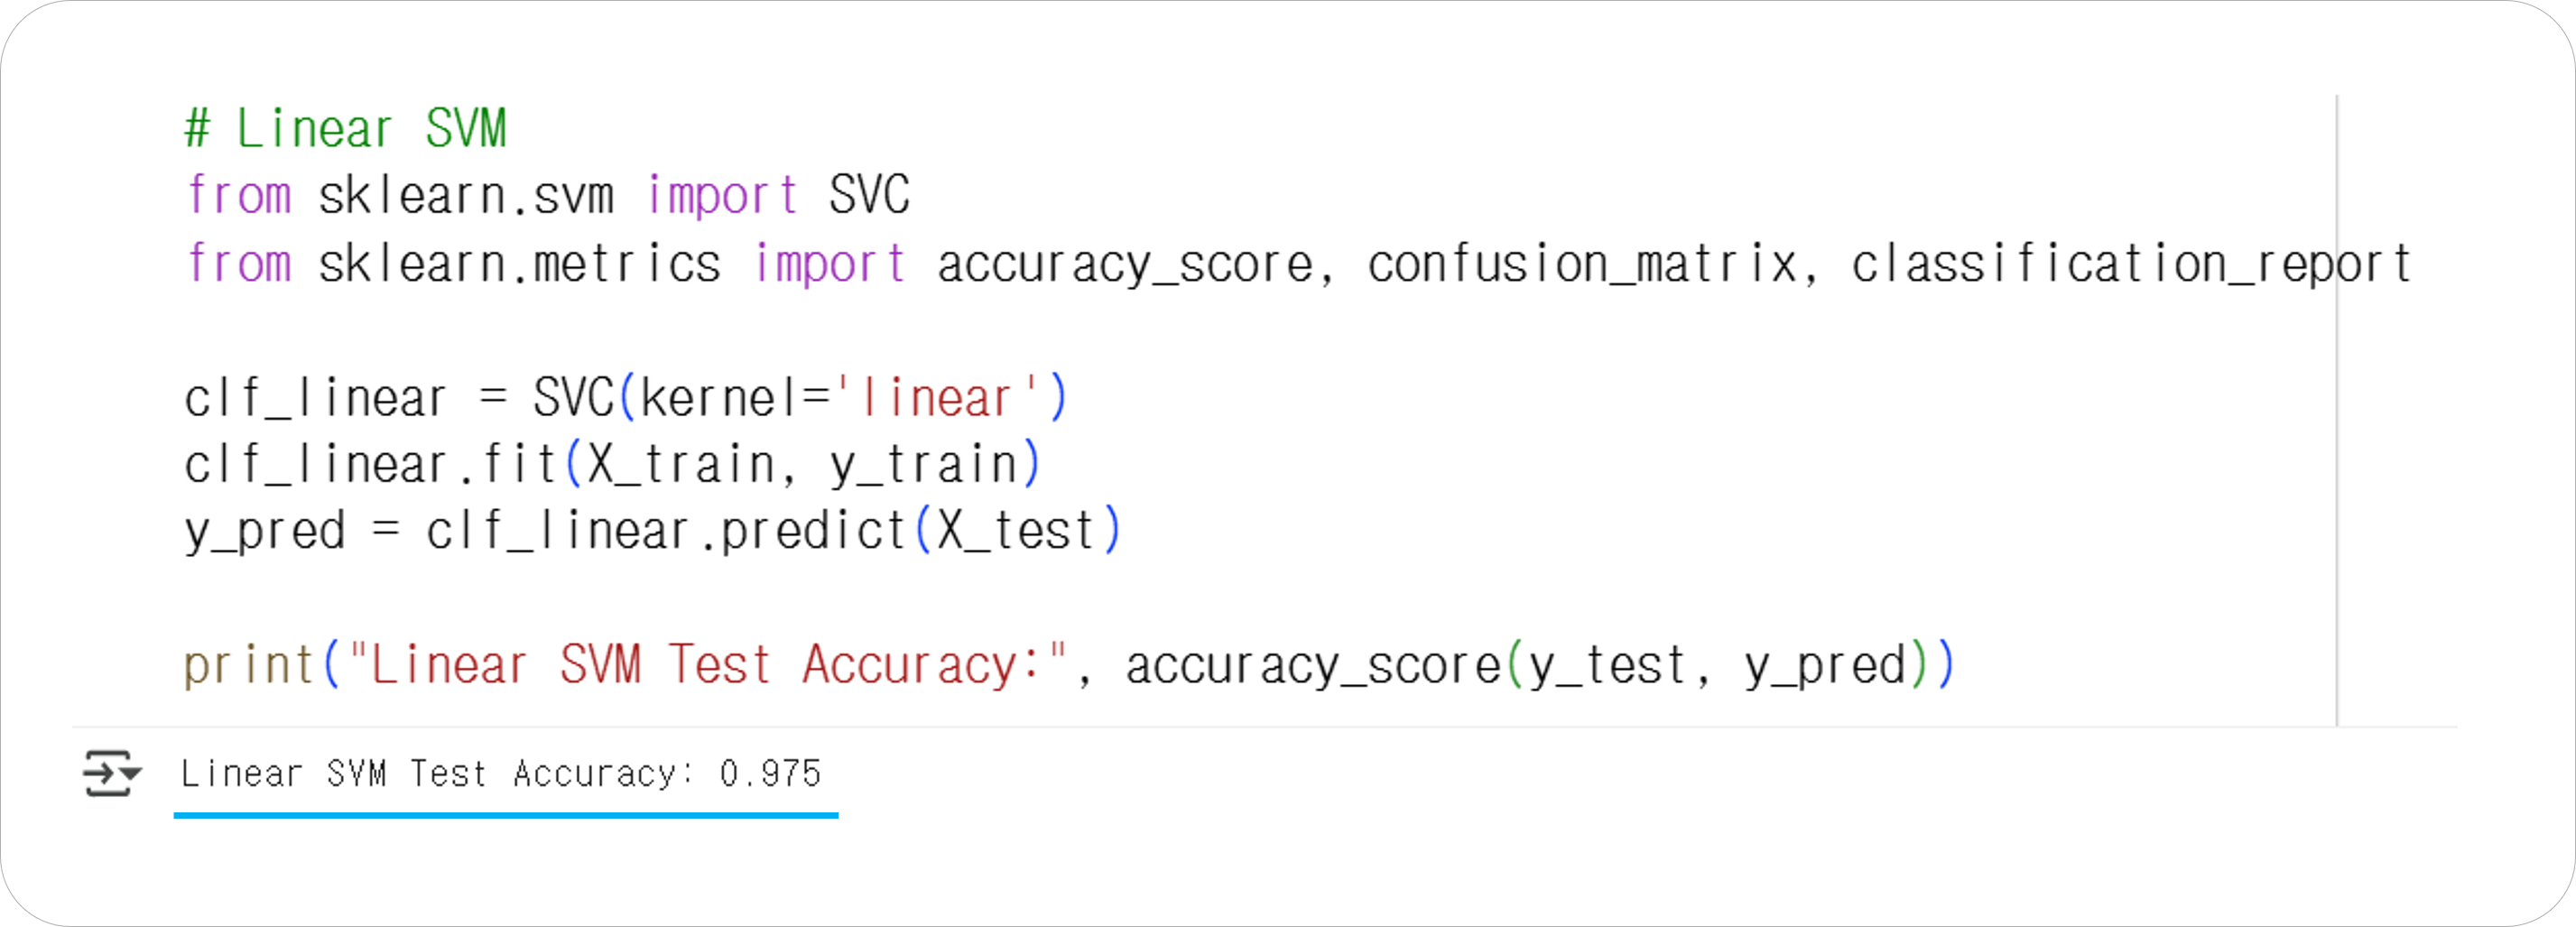 # Linear SVM
from sklearn.svm import SVC
from sklearn.metrics import accuracy_score, confusion_matrix, classification_report
clf_linear = SVC(kernel='linear')
clf_linear.fit(X_train, y_train)
y_pred = clf_linear.predict(X_test)
print("Linear SVM Test Accuracy:", accuracy_score(y_test, y_pred))
Linear SVM Test Accuracy: 0.975